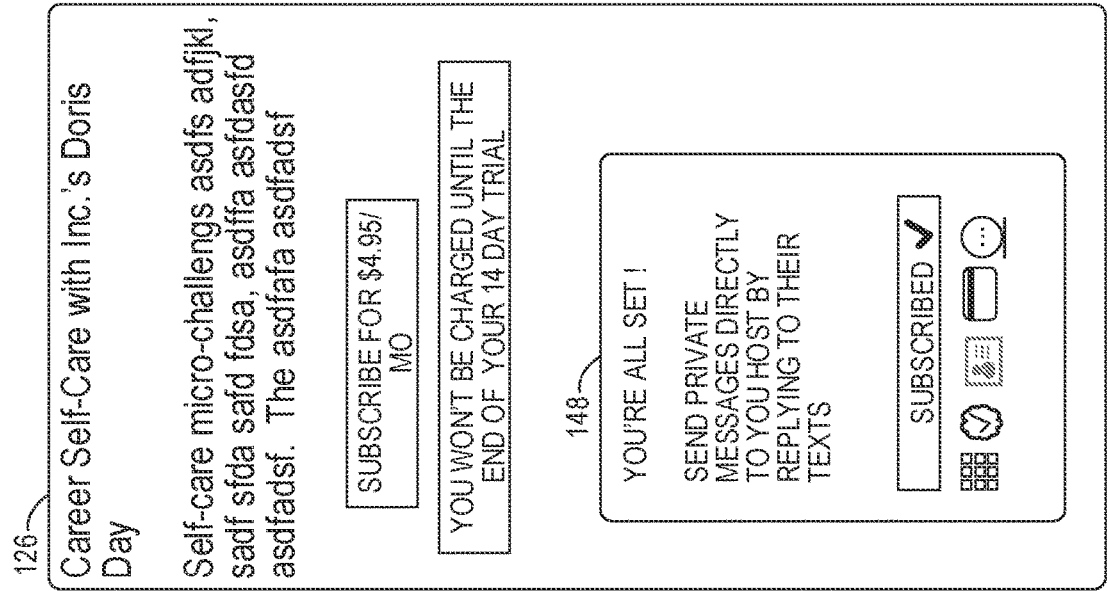 126
Career Self-Care with Inc.'s Doris
Day
Self-care micro-challengs asdfs adfjkl,
sadf sfda safd fdsa, asdffa asfdasfd
asdfadsf. The asdfafa asdfadsf
SUBSCRIBE FOR $4.95/
MO
YOU WON'T BE CHARGED UNTIL THE
END OF YOUR 14 DAY TRIAL
148
YOU'RE ALL SET !
SEND PRIVATE
MESSAGES DIRECTLY
TO YOU HOST BY
REPLYING TO THEIR
TEXTS
SUBSCRIBED